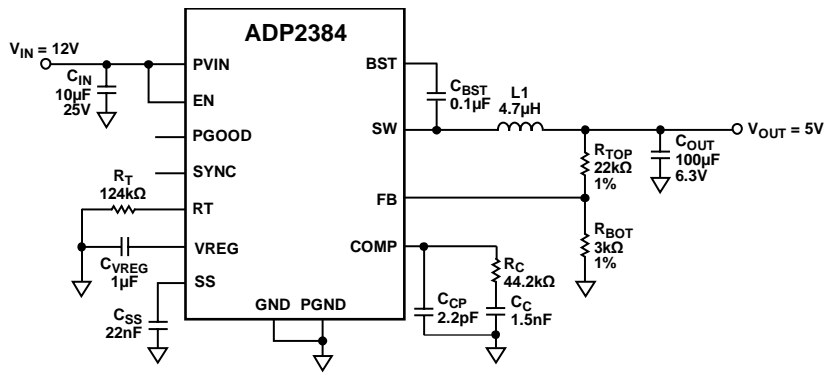 ADP2384
V_IN = 12V
C_IN
10µF
25V
PVIN
EN
PGOOD
SYNC
R_T
124kΩ
RT
VREG
C_VREG
1µF
SS
C_SS
22nF
GND PGND
BST
C_BST
0.1µF
SW
L1
4.7µH
FB
COMP
C_CP
2.2pF
R_C
44.2kΩ
C_C
1.5nF
R_TOP
22kΩ
1%
R_BOT
3kΩ
1%
C_OUT
100µF
6.3V
V_OUT = 5V